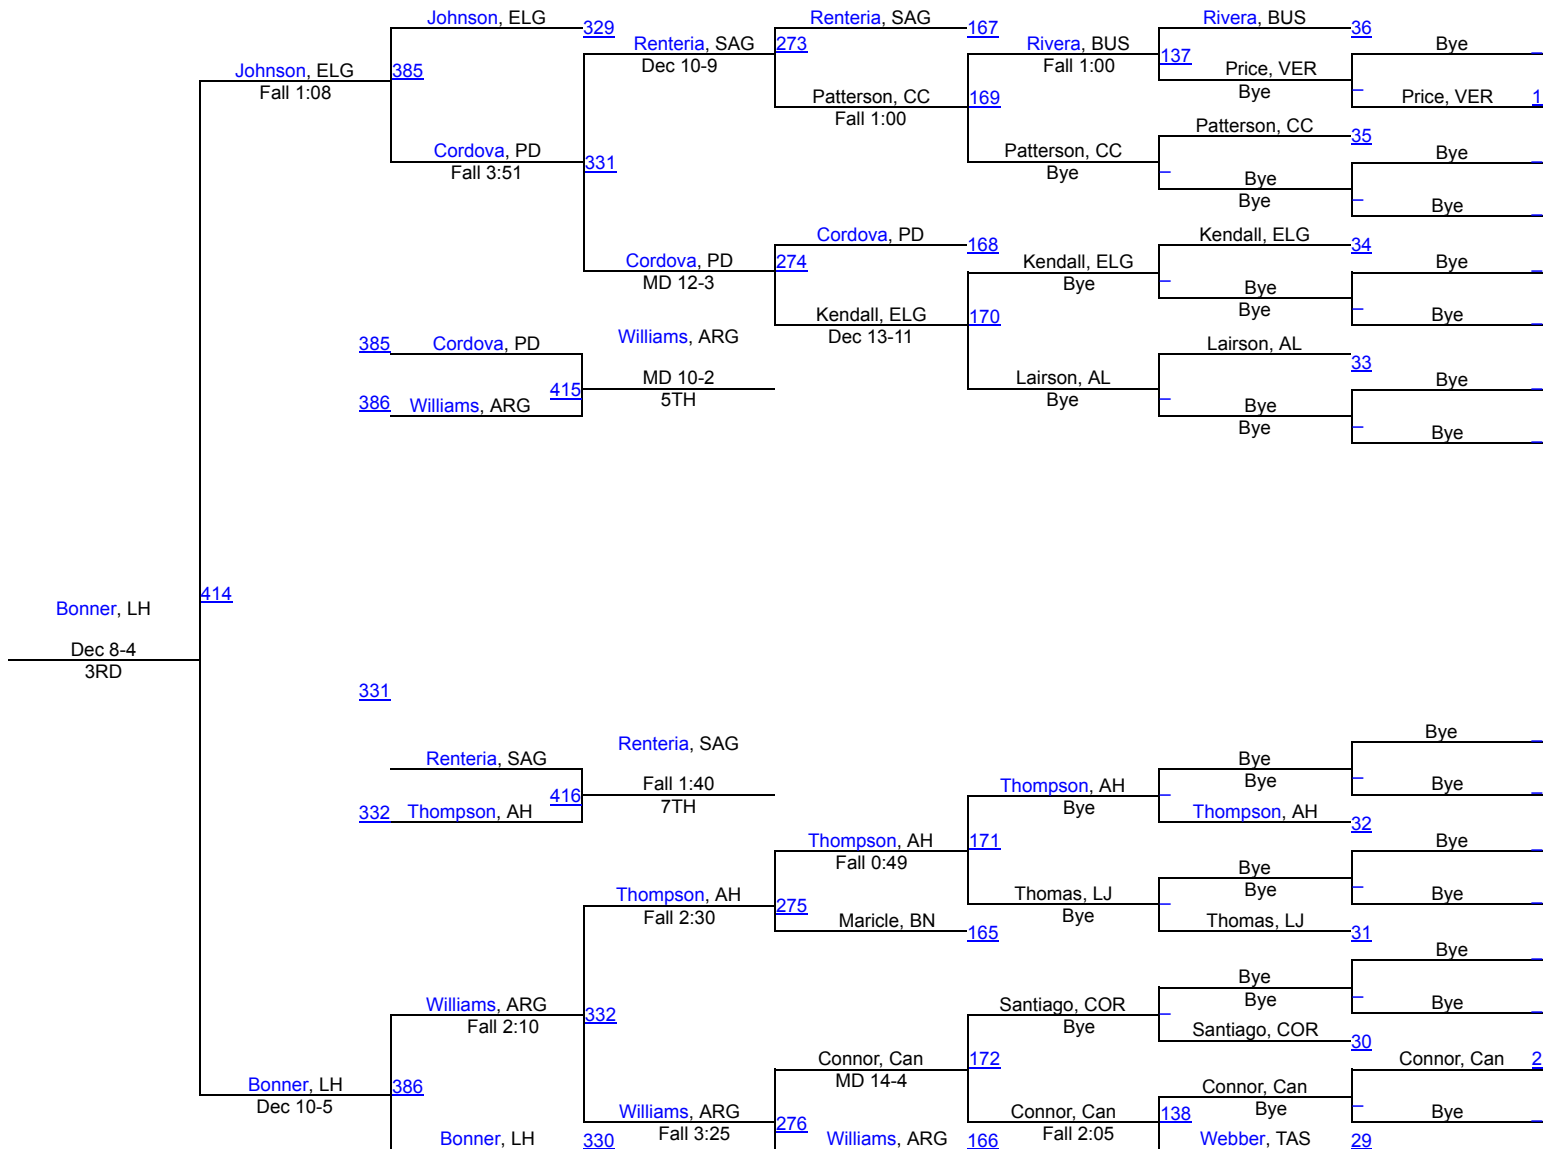 Johnson, ELG
329
Renteria, SAG
167
Rivera, BUS
36
Renteria, SAG
273
Rivera, BUS
Bye
Dec 10-9
Fall 1:00
137
Johnson, ELG
385
Price, VER
Fall 1:08
Bye
Patterson, CC
169
Price, VER
1
Fall 1:00
Patterson, CC
35
Cordova, PD
331
Patterson, CC
Bye
Fall 3:51
Bye
Bye
Bye
Bye
Cordova, PD
168
Kendall, ELG
34
Cordova, PD
274
Kendall, ELG
Bye
MD 12-3
Bye
Bye
Bye
Kendall, ELG
170
Bye
Williams, ARG
Dec 13-11
385
Cordova, PD
Lairson, AL
33
MD 10-2
Lairson, AL
Bye
415
5TH
Bye
386
Williams, ARG
Bye
Bye
Bye
414
Bonner, LH
Dec 8-4
3RD
331
Bye
Renteria, SAG
Renteria, SAG
Bye
Bye
Fall 1:40
Thompson, AH
Bye
416
7TH
Bye
332
Thompson, AH
Thompson, AH
32
Thompson, AH
171
Bye
Fall 0:49
Bye
Bye
Thompson, AH
Thomas, LJ
Bye
Fall 2:30
275
Bye
Maricle, BN
165
Thomas, LJ
31
Bye
Bye
Williams, ARG
Santiago, COR
Bye
Bye
Fall 2:10
332
Bye
Santiago, COR
30
Connor, Can
172
Connor, Can
2
MD 14-4
Bonner, LH
386
Connor, Can
Dec 10-5
Bye
Williams, ARG
276
Connor, Can
138
Bye
Fall 3:25
Fall 2:05
Bonner, LH
330
Williams, ARG
166
Webber, TAS
29